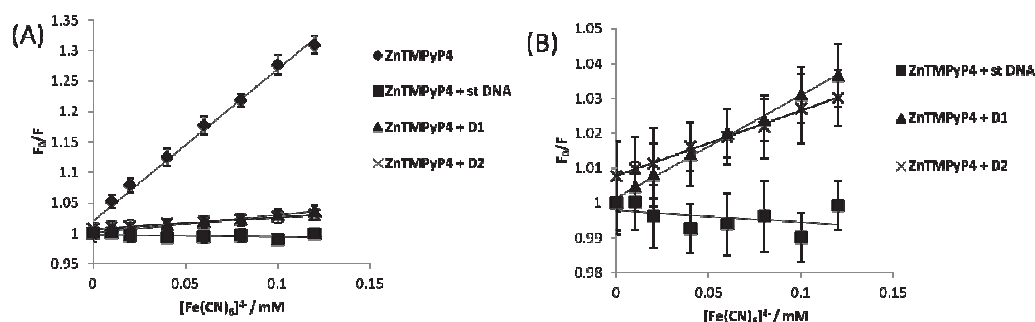 (A)
1.35
1.3
1.25
1.2
1.15
1.1
1.05
1
0.95
F₀/F
0
0.05
0.1
0.15
[Fe(CN)₆]⁴⁻/ mM
ZnTMPyP4
ZnTMPyP4 + st DNA
ZnTMPyP4 + D1
ZnTMPyP4 + D2
(B)
1.05
1.04
1.03
1.02
1.01
1
0.99
0.98
F₀/F
0
0.05
0.1
0.15
[Fe(CN)₆]⁴⁻/ mM
ZnTMPyP4 + st DNA
ZnTMPyP4 + D1
ZnTMPyP4 + D2